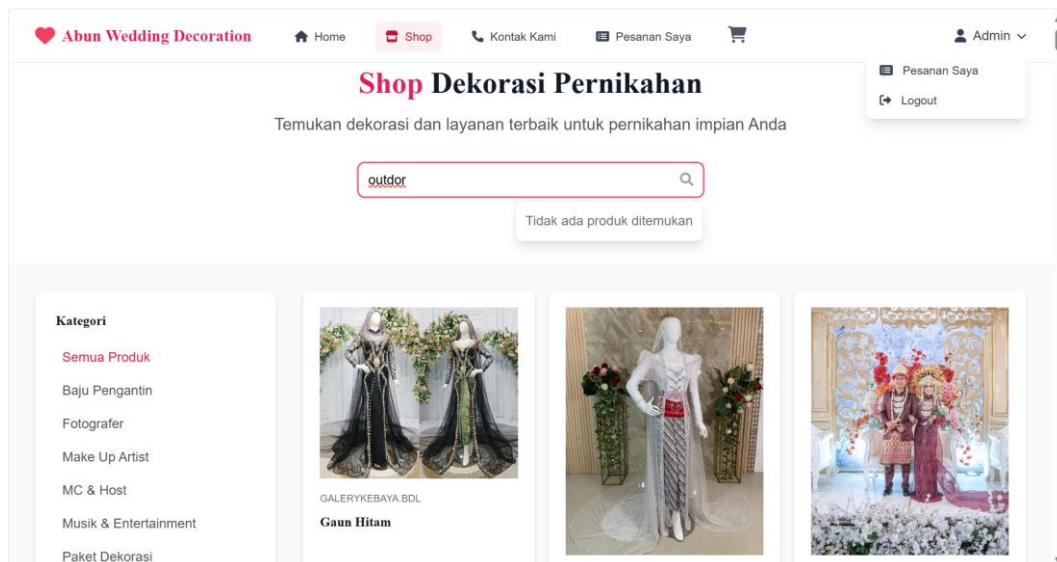 Abun Wedding Decoration
Home
Shop
Kontak Kami
Pesanan Saya
Admin
Pesanan Saya
Logout
Shop Dekorasi Pernikahan
Temukan dekorasi dan layanan terbaik untuk pernikahan impian Anda
outdor
Tidak ada produk ditemukan
Kategori
Semua Produk
Baju Pengantin
Fotografer
Make Up Artist
MC & Host
Musik & Entertainment
Paket Dekorasi
GALERYKEBAYA.BDL
Gaun Hitam